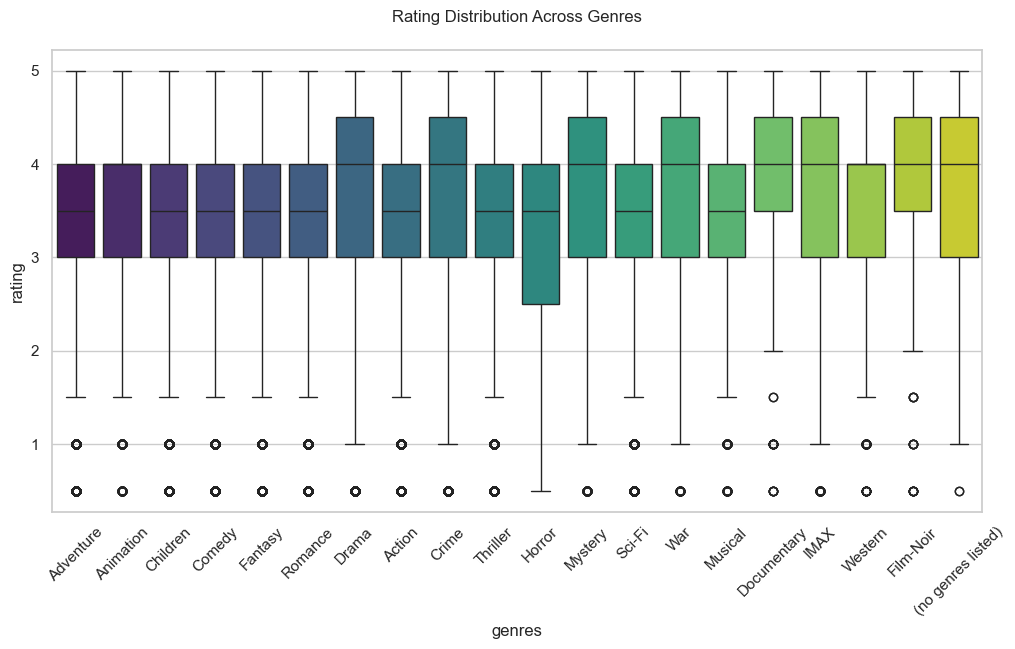 Rating Distribution Across Genres
rating
5
4
3
2
1
Adventure
Animation
Children
Comedy
Fantasy
Romance
Drama
Action
Crime
Thriller
Horror
Mystery
Sci-Fi
War
Musical
Documentary
IMAX
Western
Film-Noir
(no genres listed)
genres